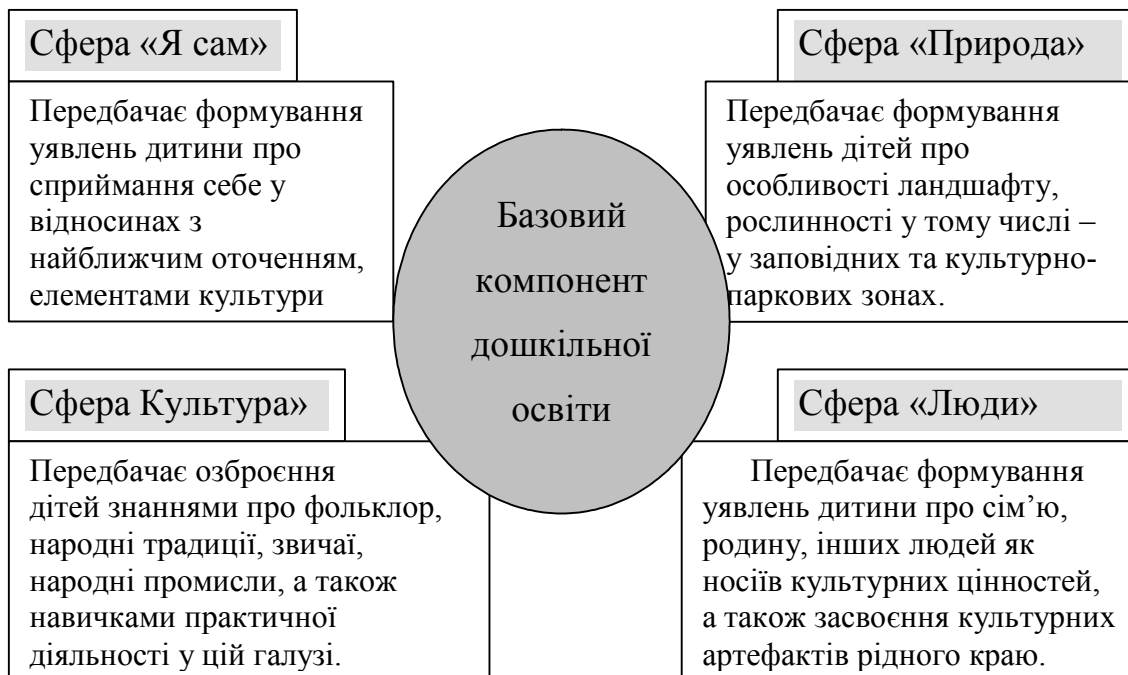 Сфера «Я сам»
Передбачає формування
уявлень дитини про
сприймання себе у
відносинах з
найближчим оточенням,
елементами культури
Сфера «Природа»
Передбачає формування
уявлень дітей про
особливості ландшафту,
рослинності у тому числі –
у заповідних та культурно-
паркових зонах.
Базовий
компонент
дошкільної
освіти
Сфера Культура»
Передбачає озброєння
дітей знаннями про фольклор,
народні традиції, звичаї,
народні промисли, а також
навичками практичної
діяльності у цій галузі.
Сфера «Люди»
Передбачає формування
уявлень дитини про сім’ю,
родину, інших людей як
носіїв культурних цінностей,
а також засвоєння культурних
артефактів рідного краю.